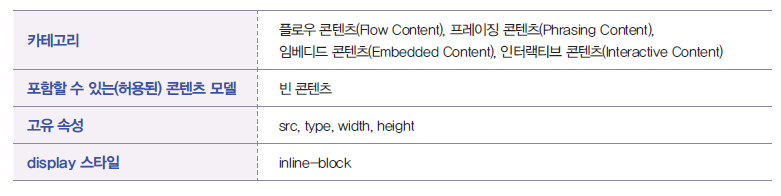 카테고리
플로우 콘텐츠(Flow Content), 프레이징 콘텐츠(Phrasing Content),
임베디드 콘텐츠(Embedded Content), 인터랙티브 콘텐츠(Interactive Content)
포함할 수 있는(허용된) 콘텐츠 모델
빈 콘텐츠
고유 속성
src, type, width, height
display 스타일
inline-block